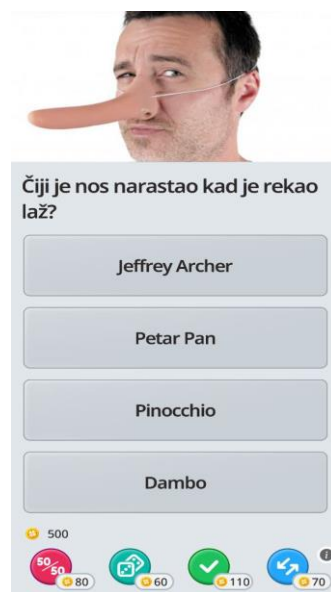 Čiji je nos narastao kad je rekao
laž?
Jeffrey Archer
Petar Pan
Pinocchio
Dambo
500
50/50
80
60
110
70
i